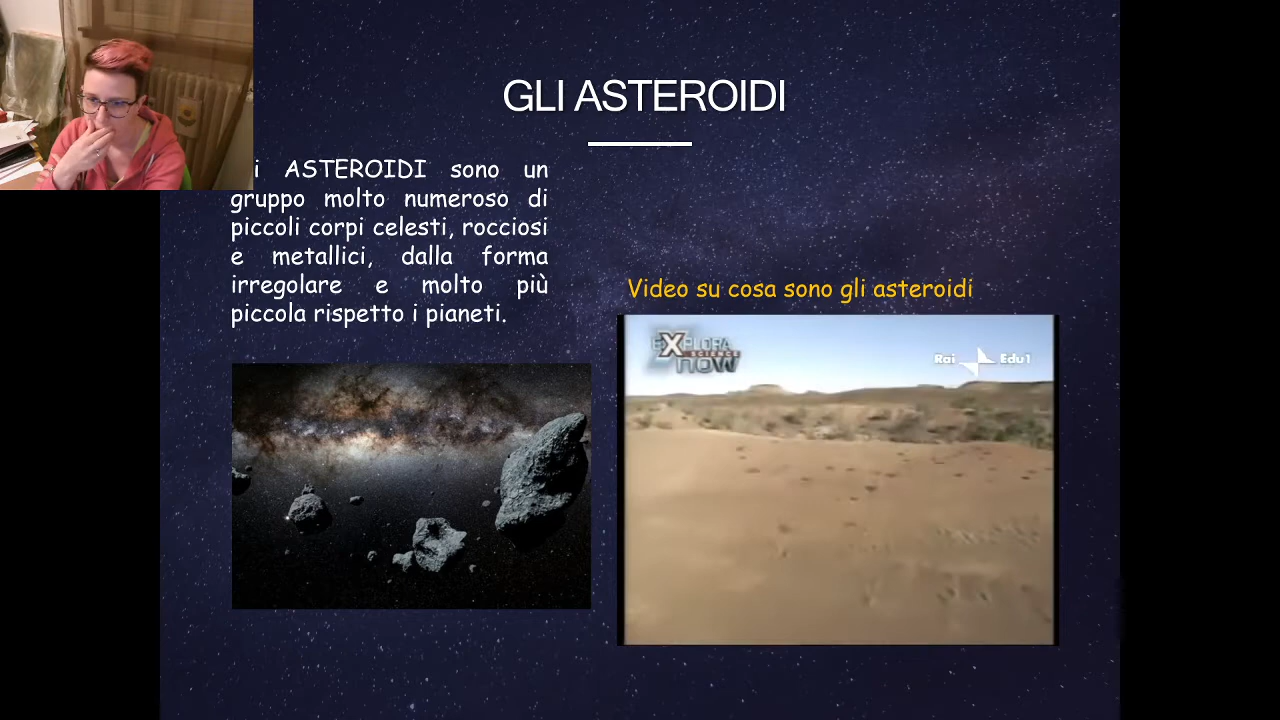 GLI ASTEROIDI
i ASTEROIDI sono un
gruppo molto numeroso di
piccoli corpi celesti, rocciosi
e metallici, dalla forma
irregolare e molto più
piccola rispetto i pianeti.
Video su cosa sono gli asteroidi
EXPLORA
SCIENCE
NOW
Rai Edu1